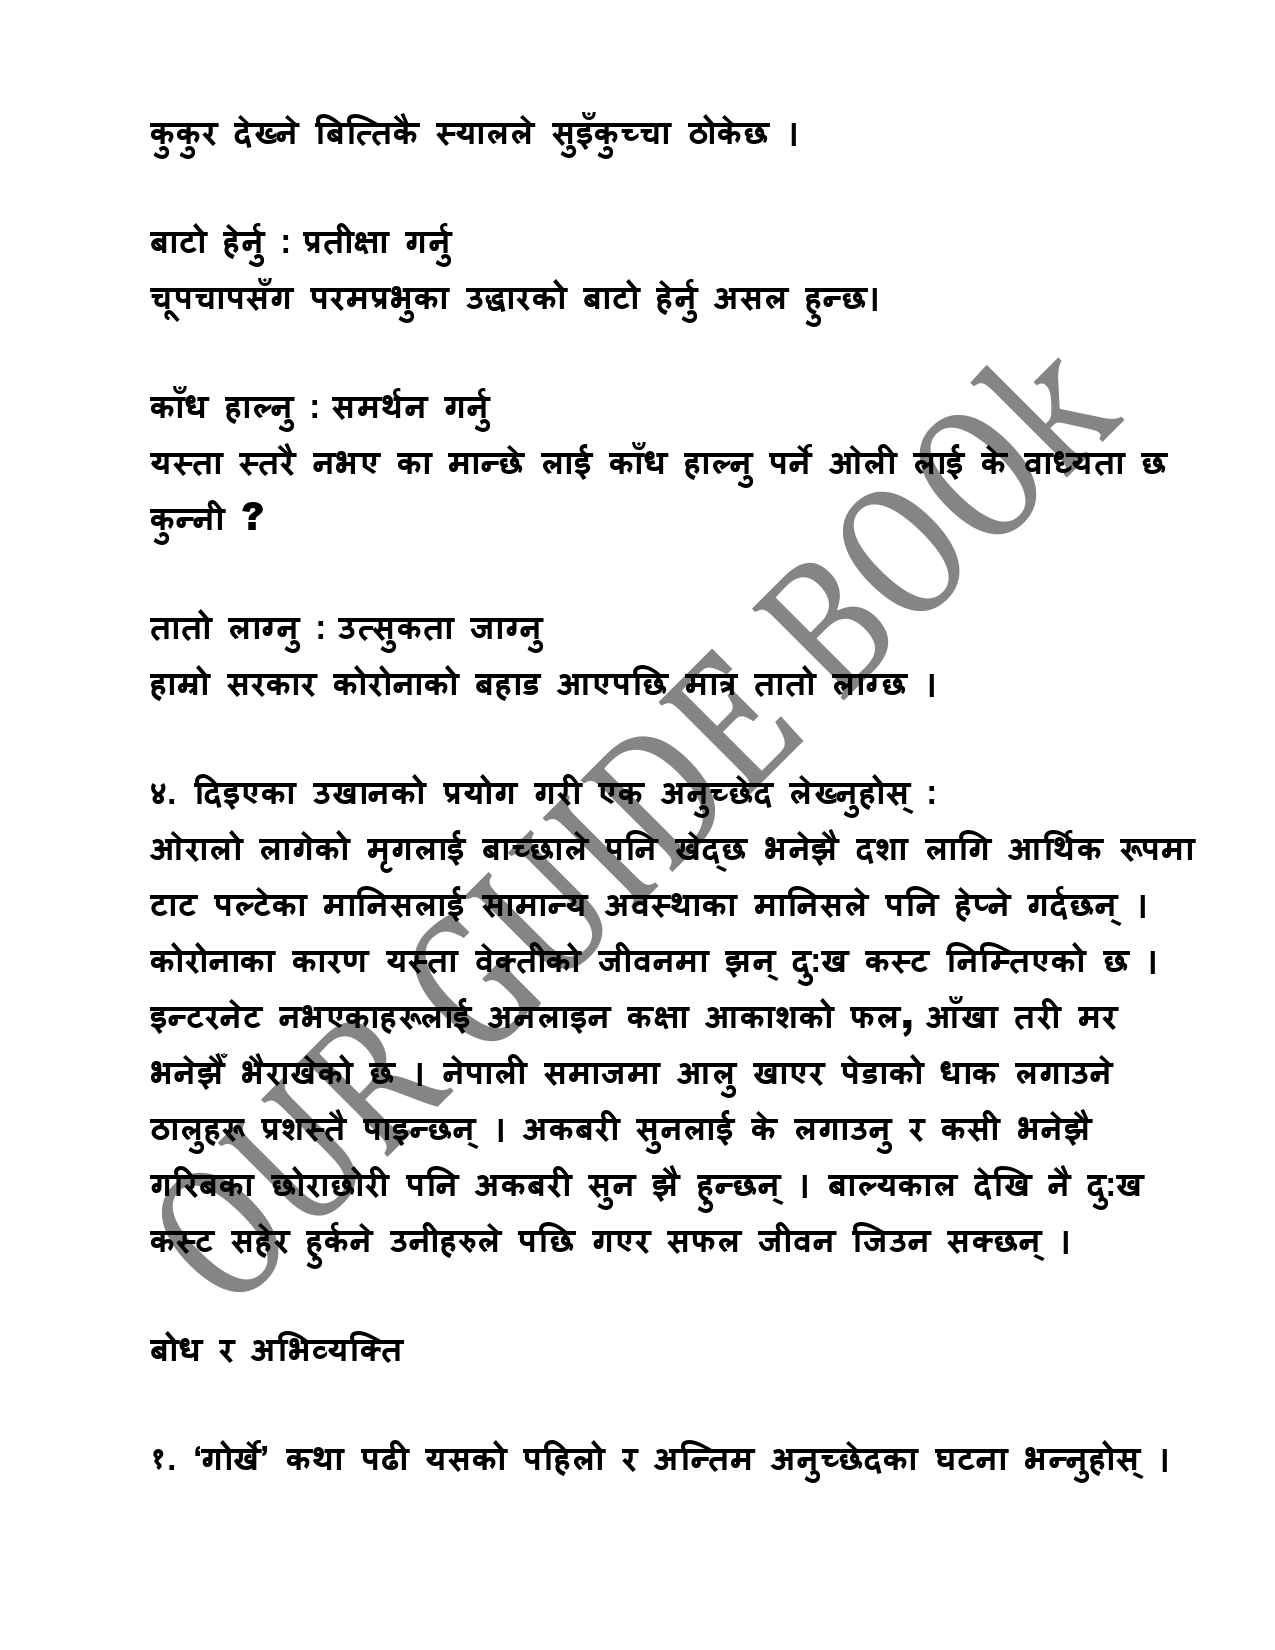 कुकुर देख्ने बित्तिकै स्यालले सुइँकुच्चा ठोकेछ ।
बाटो हेर्नु : प्रतीक्षा गर्नु
चूपचापसँग परमप्रभुका उद्धारको बाटो हेर्नु असल हुन्छ।
काँध हाल्नु : समर्थन गर्नु
यस्ता स्तरै नभए का मान्छे लाई काँध हाल्नु पर्ने ओली लाई के वाध्यता छ
कुन्नी ?
तातो लाग्नु : उत्सुकता जाग्नु
हाम्रो सरकार कोरोनाको बहाड आएपछि मात्र तातो लाग्छ ।
४. दिइएका उखानको प्रयोग गरी एक अनुच्छेद लेख्नुहोस् :
ओरालो लागेको मृगलाई बाच्छाले पनि खेद्छ भनेझै दशा लागि आर्थिक रूपमा
टाट पल्टेका मानिसलाई सामान्य अवस्थाका मानिसले पनि हेप्ने गर्दछन् ।
कोरोनाका कारण यस्ता वेक्तीको जीवनमा झन् दु:ख कस्ट निम्तिएको छ ।
इन्टरनेट नभएकाहरूलाई अनलाइन कक्षा आकाशको फल, आँखा तरी मर
भनेझैँ भैराखेको छ । नेपाली समाजमा आलु खाएर पेडाको धाक लगाउने
ठालुहरू प्रशस्तै पाइन्छन् । अकबरी सुनलाई के लगाउनु र कसी भनेझै
गरिबका छोराछोरी पनि अकबरी सुन झै हुन्छन् । बाल्यकाल देखि नै दु:ख
कस्ट सहेर हुर्कने उनीहरुले पछि गएर सफल जीवन जिउन सक्छन् ।
बोध र अभिव्यक्ति
१. ‘गोर्खे’ कथा पढी यसको पहिलो र अन्तिम अनुच्छेदका घटना भन्नुहोस् ।
OUR GUIDE BOOk